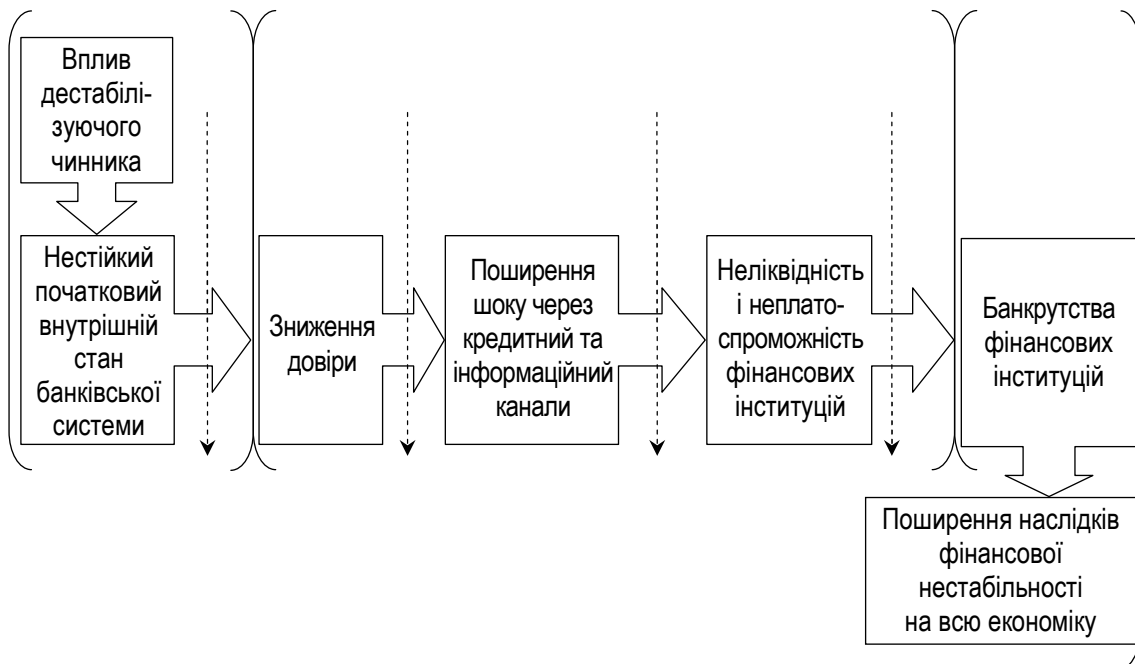 Вплив
дестабілі-
зуючого
чинника
Нестійкий
початковий
внутрішній
стан
банківської
системи
Зниження
довіри
Поширення
шоку через
кредитний та
інформаційний
канали
Неліквідність
і неплато-
спроможність
фінансових
інституцій
Банкрутства
фінансових
інституцій
Поширення наслідків
фінансової
нестабільності
на всю економіку